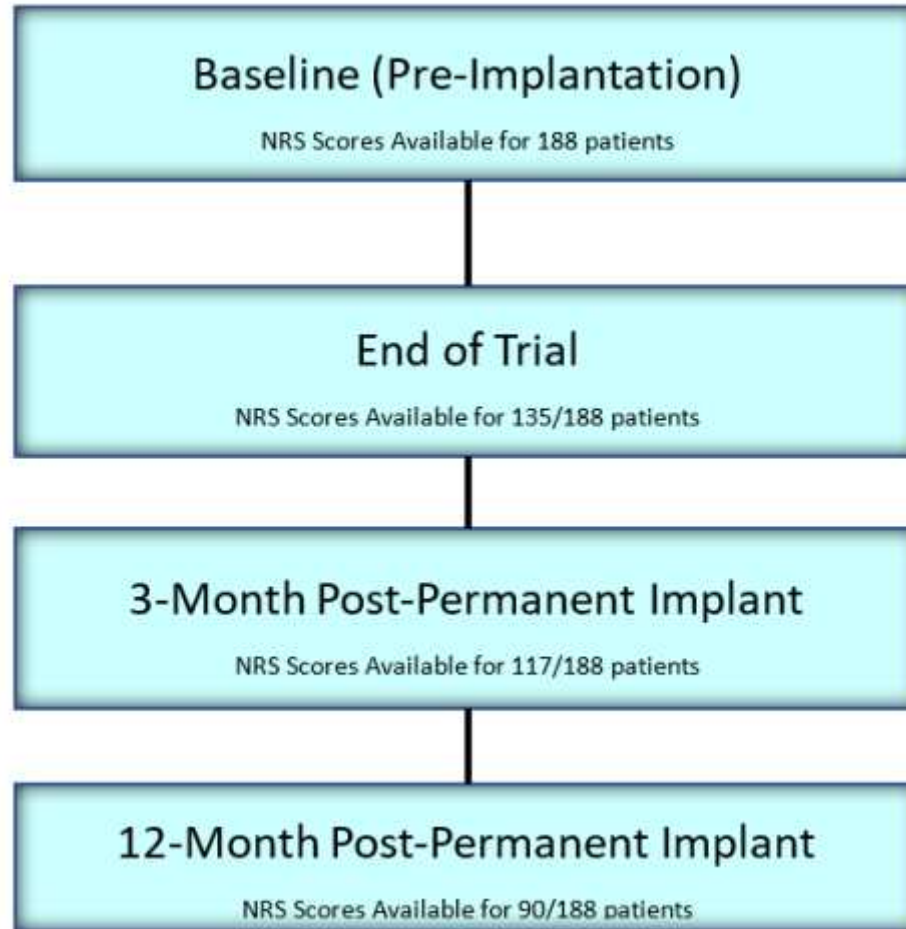 Baseline (Pre-Implantation)
NRS Scores Available for 188 patients
End of Trial
NRS Scores Available for 135/188 patients
3-Month Post-Permanent Implant
NRS Scores Available for 117/188 patients
12-Month Post-Permanent Implant
NRS Scores Available for 90/188 patients